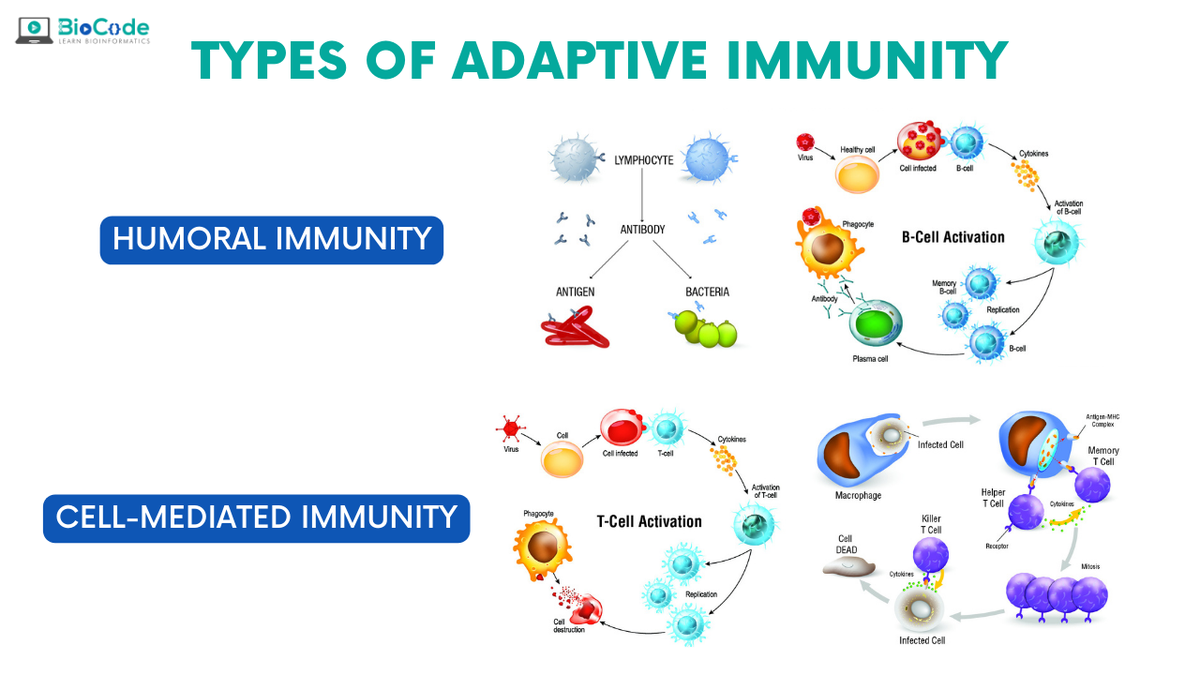 BioCode
LEARN BIOINFORMATICS
TYPES OF ADAPTIVE IMMUNITY
HUMORAL IMMUNITY
LYMPHOCYTE
ANTIBODY
ANTIGEN
BACTERIA
Virus
Healthy cell
Cell infected
B-cell
Cytokines
Activation
of B-cell
Phagocyte
B-Cell Activation
Memory
B-cell
Replication
Antibody
B-cell
Plasma cell
CELL-MEDIATED IMMUNITY
Virus
Cell
Cell infected
T-cell
Cytokines
Activation
of T-cell
Phagocyte
T-Cell Activation
Replication
Cell
destruction
Infected Cell
Macrophage
Antigen-MHC
Complex
Memory
T Cell
Helper
T Cell
Cytokines
Receptor
Killer
T Cell
Cell
DEAD
Cytokines
Mitosis
Infected Cell